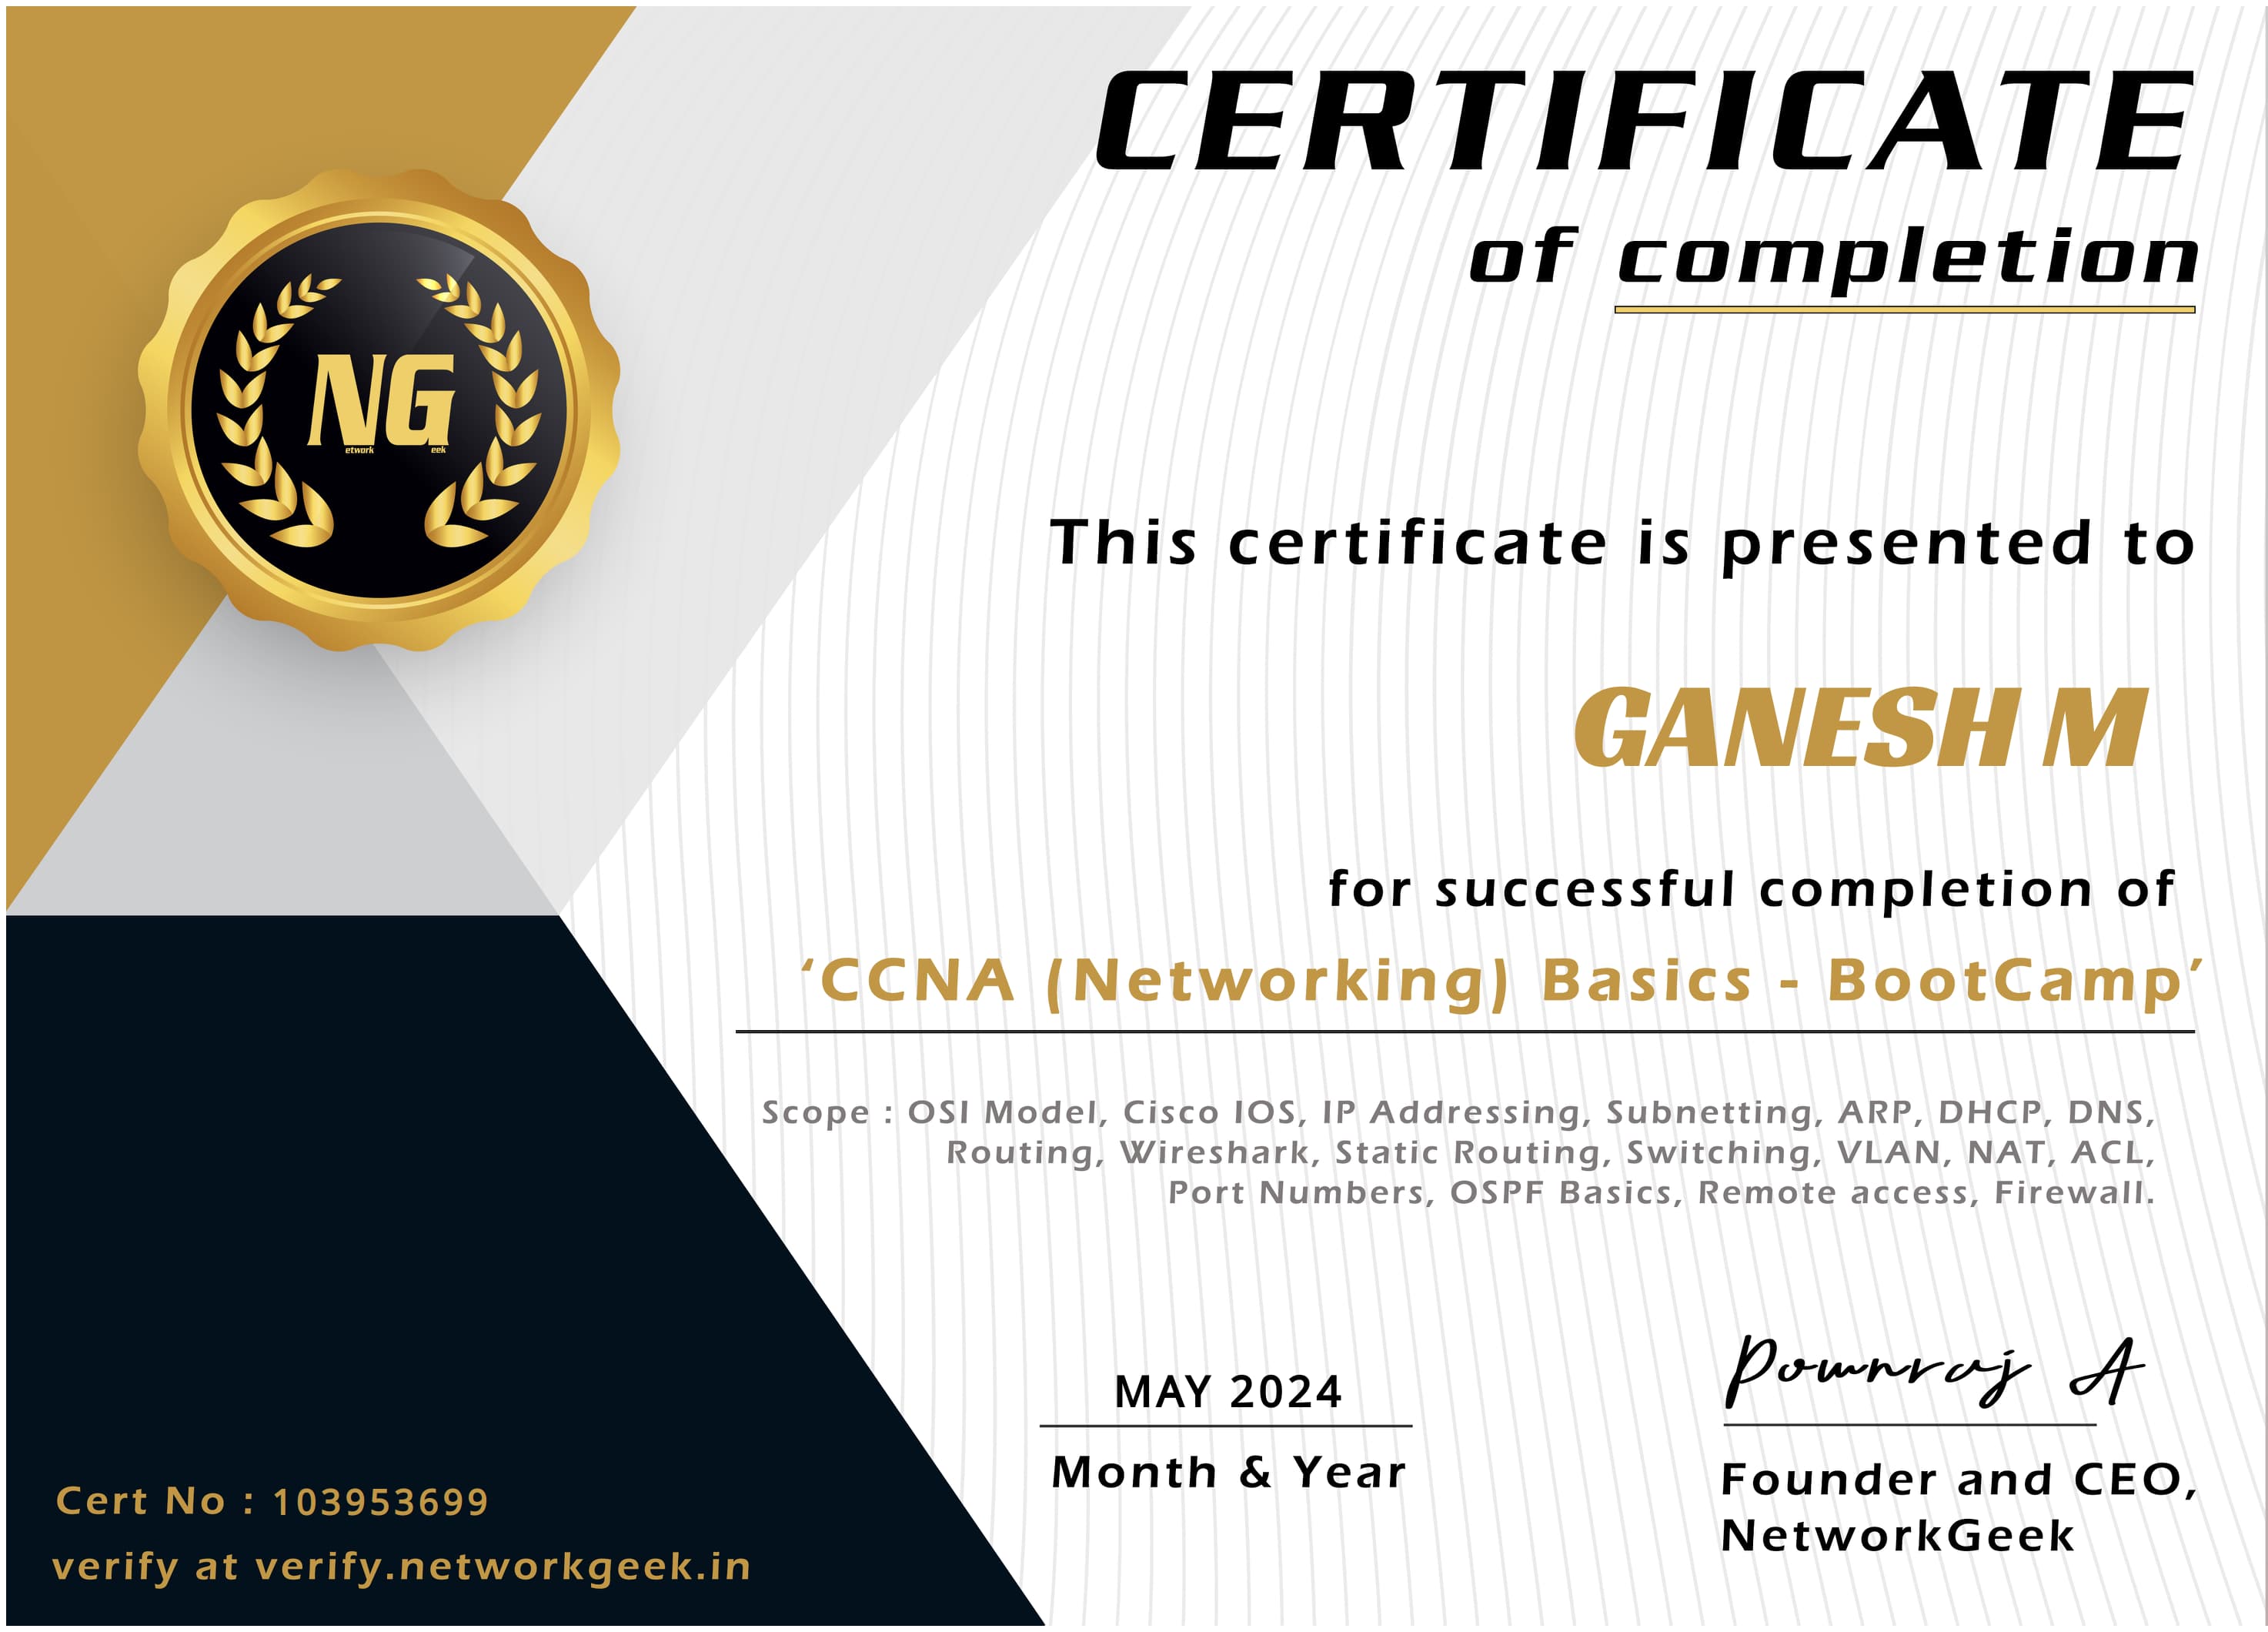 CERTIFICATE
of completion
NG
etwork eek
This certificate is presented to
GANESH M
for successful completion of
‘CCNA (Networking) Basics - BootCamp’
Scope : OSI Model, Cisco IOS, IP Addressing, Subnetting, ARP, DHCP, DNS,
Routing, Wireshark, Static Routing, Switching, VLAN, NAT, ACL,
Port Numbers, OSPF Basics, Remote access, Firewall.
MAY 2024
Month & Year
Pownraj A
Founder and CEO,
NetworkGeek
Cert No : 103953699
verify at verify.networkgeek.in